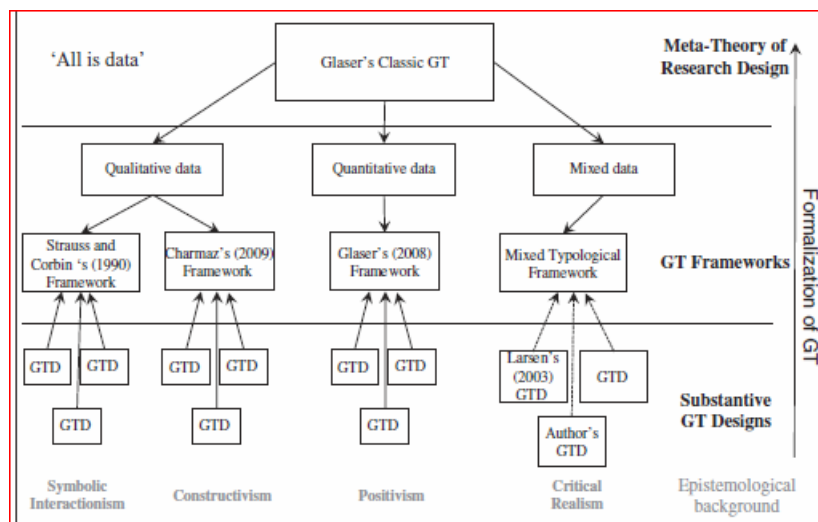 'All is data'
Glaser's Classic GT
Meta-Theory of
Research Design
Qualitative data
Quantitative data
Mixed data
Strauss and
Corbin 's (1990)
Framework
Charmaz's (2009)
Framework
Glaser's (2008)
Framework
Mixed Typological
Framework
GT Frameworks
Formalization of GT
GTD
GTD
GTD
GTD
GTD
GTD
Larsen's
(2003)
GTD
GTD
GTD
GTD
GTD
Author's
GTD
Substantive
GT Designs
Symbolic
Interactionism
Constructivism
Positivism
Critical
Realism
Epistemological
background